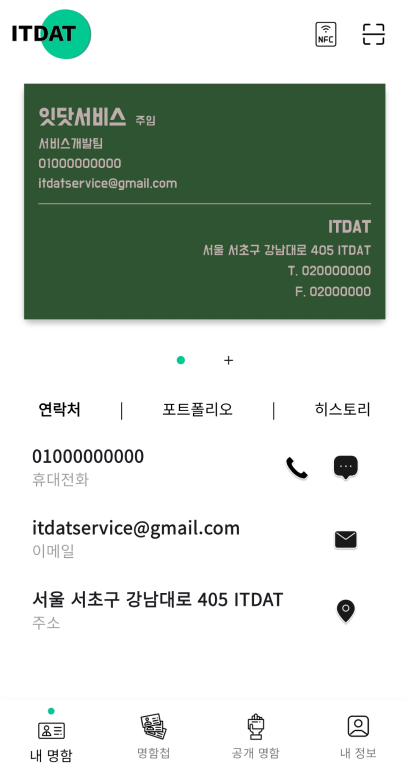 ITDAT
NFC
잇닷서비스 주임
서비스개발팀
01000000000
itdatservice@gmail.com
ITDAT
서울 서초구 강남대로 405 ITDAT
T. 020000000
F. 02000000
+
연락처 | 포트폴리오 | 히스토리
01000000000
휴대전화
itdatservice@gmail.com
이메일
서울 서초구 강남대로 405 ITDAT
주소
내 명함 명함첩 공개 명함 내 정보